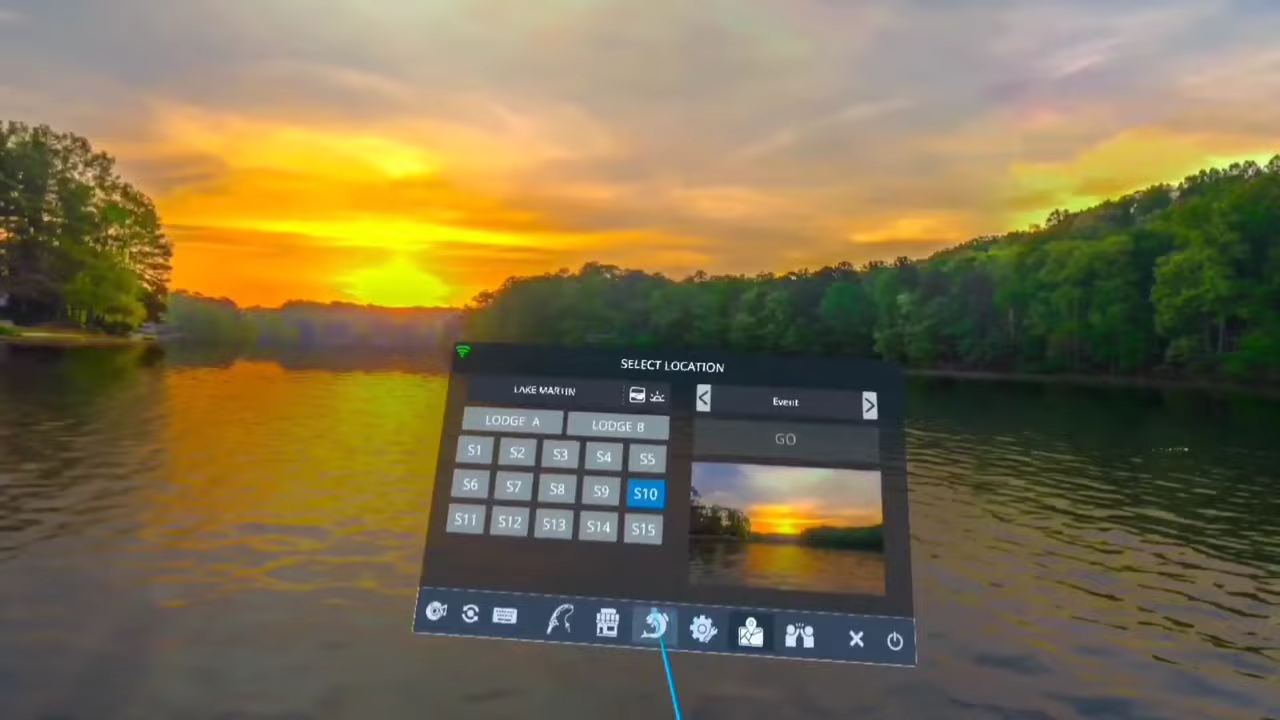 SELECT LOCATION
LAKE MARTIN
LODGE A LODGE B
S1 S2 S3 S4 S5
S6 S7 S8 S9 S10
S11 S12 S13 S14 S15
< Event >
GO